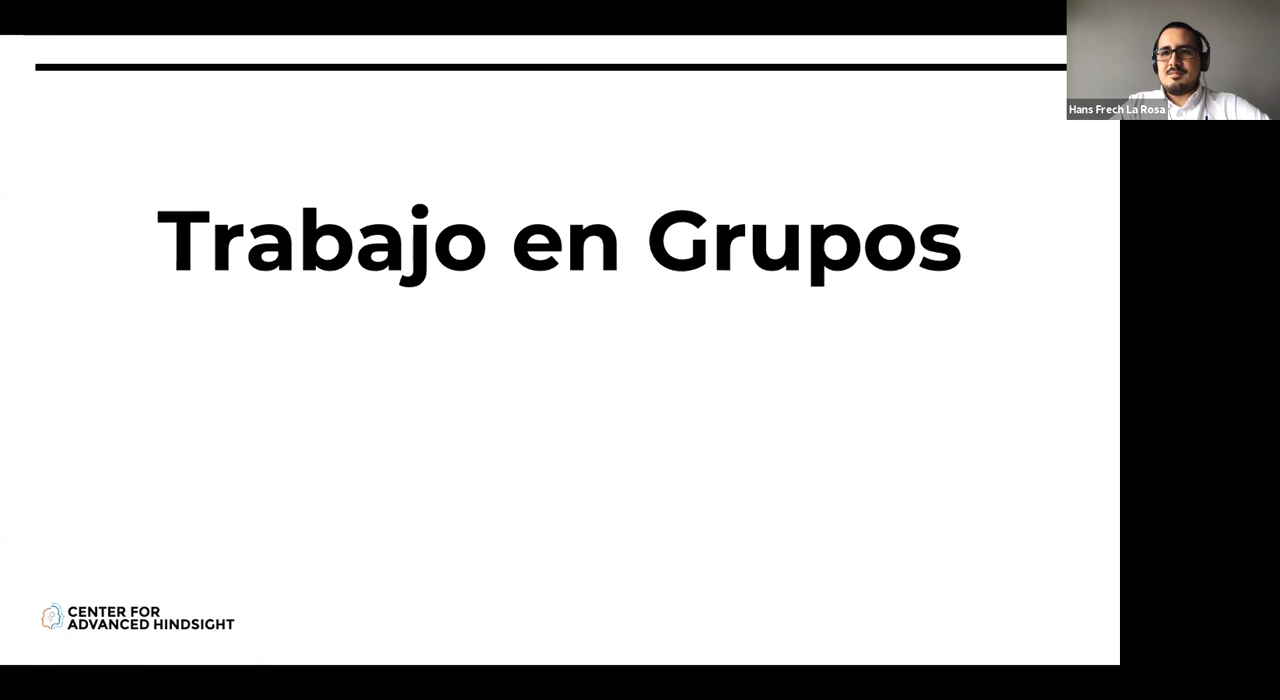 Hans Frech La Rosa
Trabajo en Grupos
CENTER FOR
ADVANCED HINDSIGHT